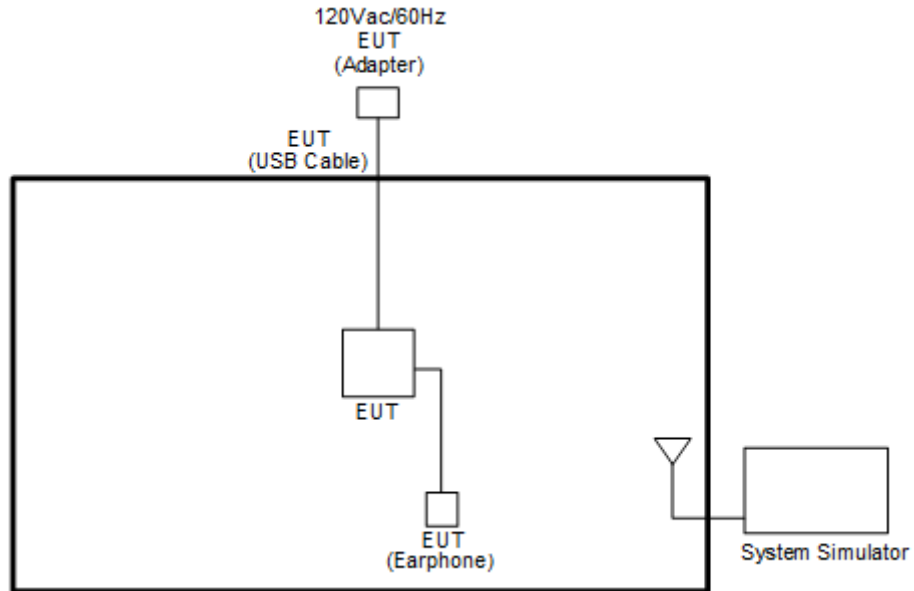 120Vac/60Hz
EUT
(Adapter)
EUT
(USB Cable)
EUT
EUT
(Earphone)
System Simulator